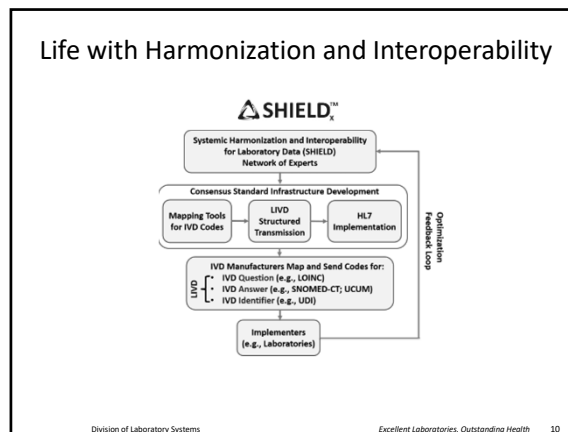 Life with Harmonization and Interoperability
SHIELD™
x
Systemic Harmonization and Interoperability
for Laboratory Data (SHIELD)
Network of Experts
Consensus Standard Infrastructure Development
Mapping Tools
for IVD Codes
LIVD
Structured
Transmission
HL7
Implementation
Optimization
Feedback Loop
IVD Manufacturers Map and Send Codes for:
LIVD
• IVD Question (e.g., LOINC)
• IVD Answer (e.g., SNOMED-CT; UCUM)
• IVD Identifier (e.g., UDI)
Implementers
(e.g., Laboratories)
Division of Laboratory Systems
Excellent Laboratories, Outstanding Health
10